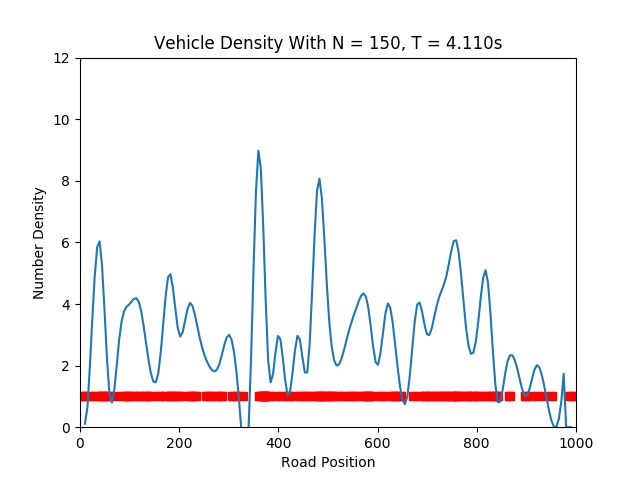 Vehicle Density With N = 150, T = 4.110s
12
10
8
6
4
2
0
Number Density
0 200 400 600 800 1000
Road Position